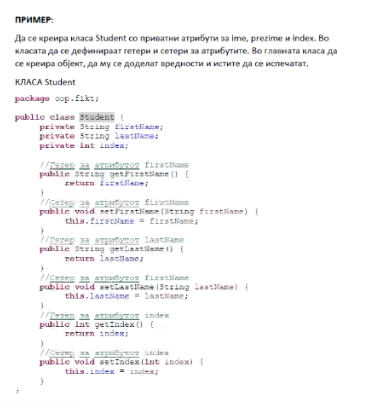 ПРИМЕР:
Да се креира класа Student со приватни атрибути за ime, prezime и index. Во
класата да се дефинираат гетери и сетери за атрибутите. Во главната класа да
се креира објект, да му се доделат вредности и истите да се испечатат.
КЛАСА Student
package oop.fikt;
public class Student {
private String firstName;
private String lastName;
private int index;
//Гетер за атрибутот firstName
public String getFirstName() {
return firstName;
}
//Сетер за атрибутот firstName
public void setFirstName(String firstName) {
this.firstName = firstName;
}
//Гетер за атрибутот lastName
public String getLastName() {
return lastName;
}
//Сетер за атрибутот firstName
public void setLastName(String lastName) {
this.lastName = lastName;
}
//Гетер за атрибутот index
public int getIndex() {
return index;
}
//Сетер за атрибутот index
public void setIndex(int index) {
this.index = index;
}
}